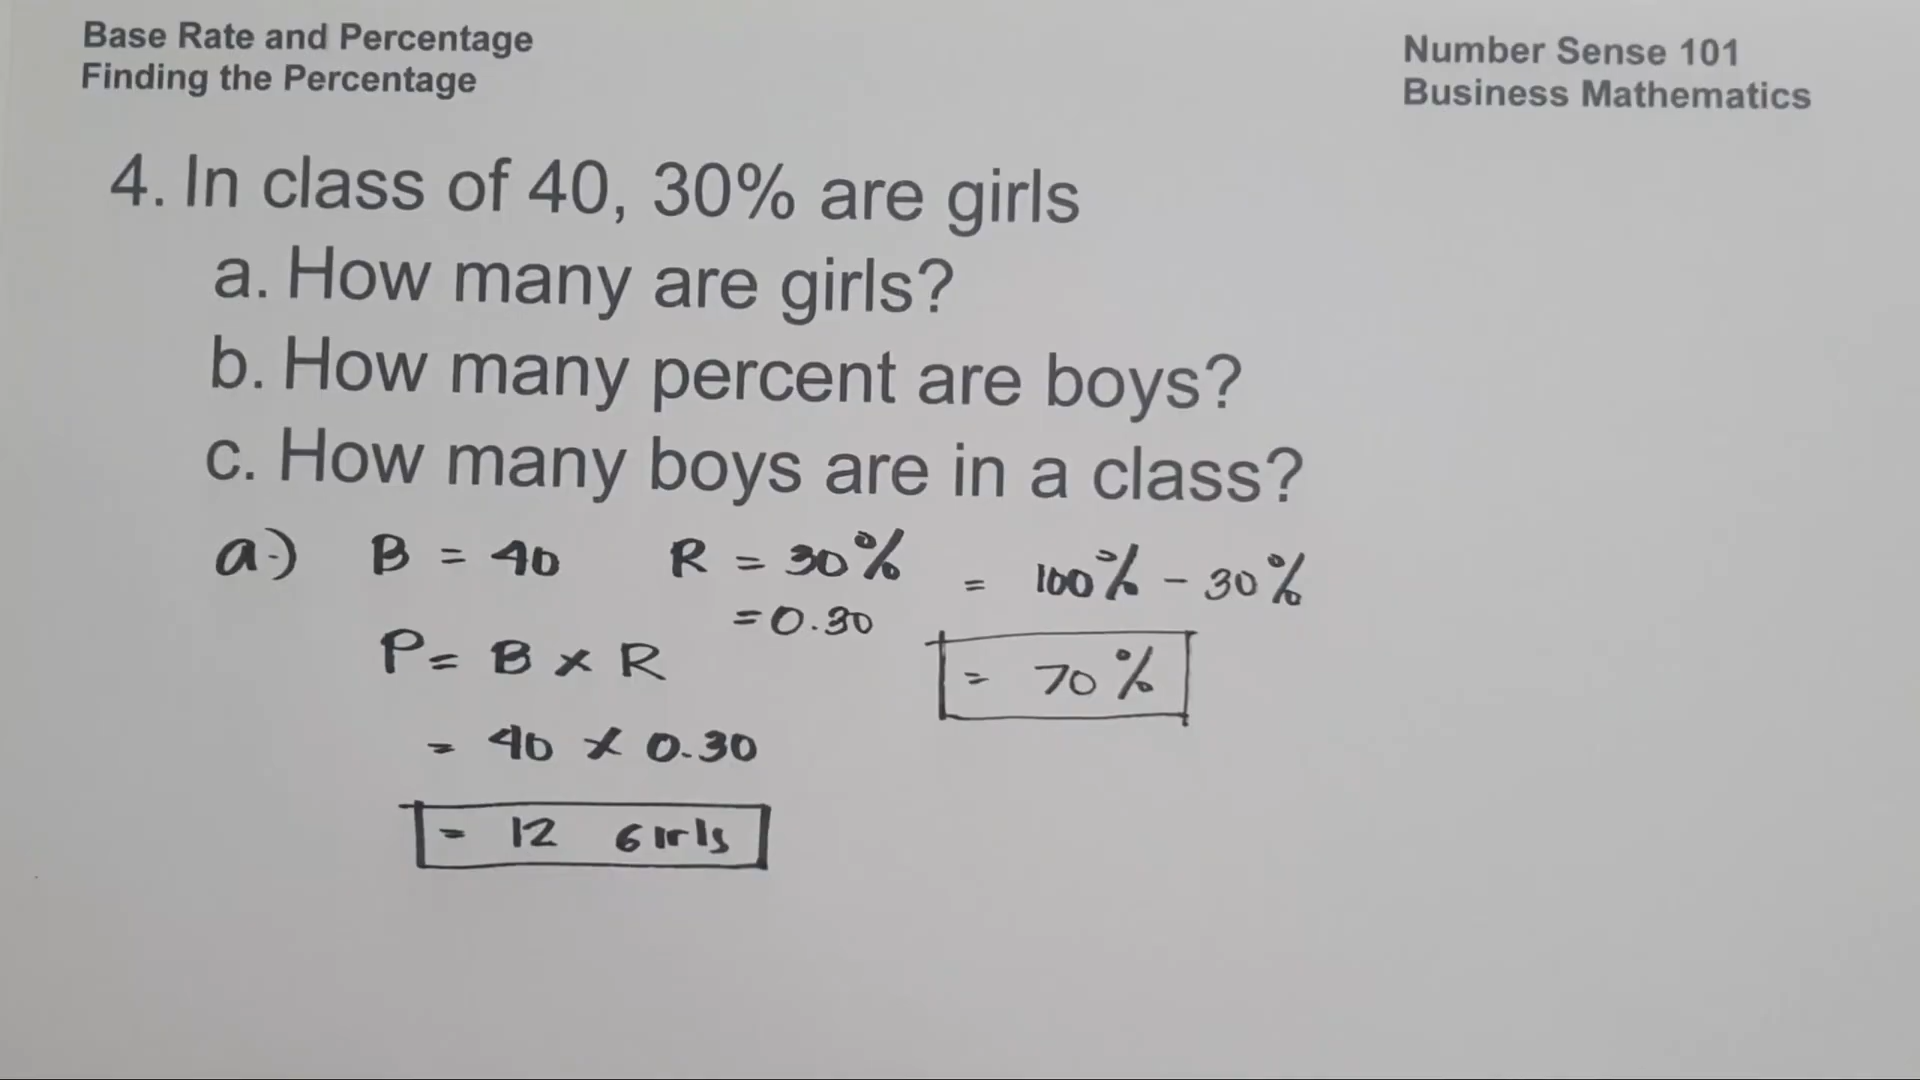 Base Rate and Percentage
Finding the Percentage
Number Sense 101
Business Mathematics
4. In class of 40, 30% are girls
a. How many are girls?
b. How many percent are boys?
c. How many boys are in a class?
a.) B = 40 R = 30% = 100% - 30%
= 0.30
P = B x R
= 70%
= 40 x 0.30
= 12 Girls